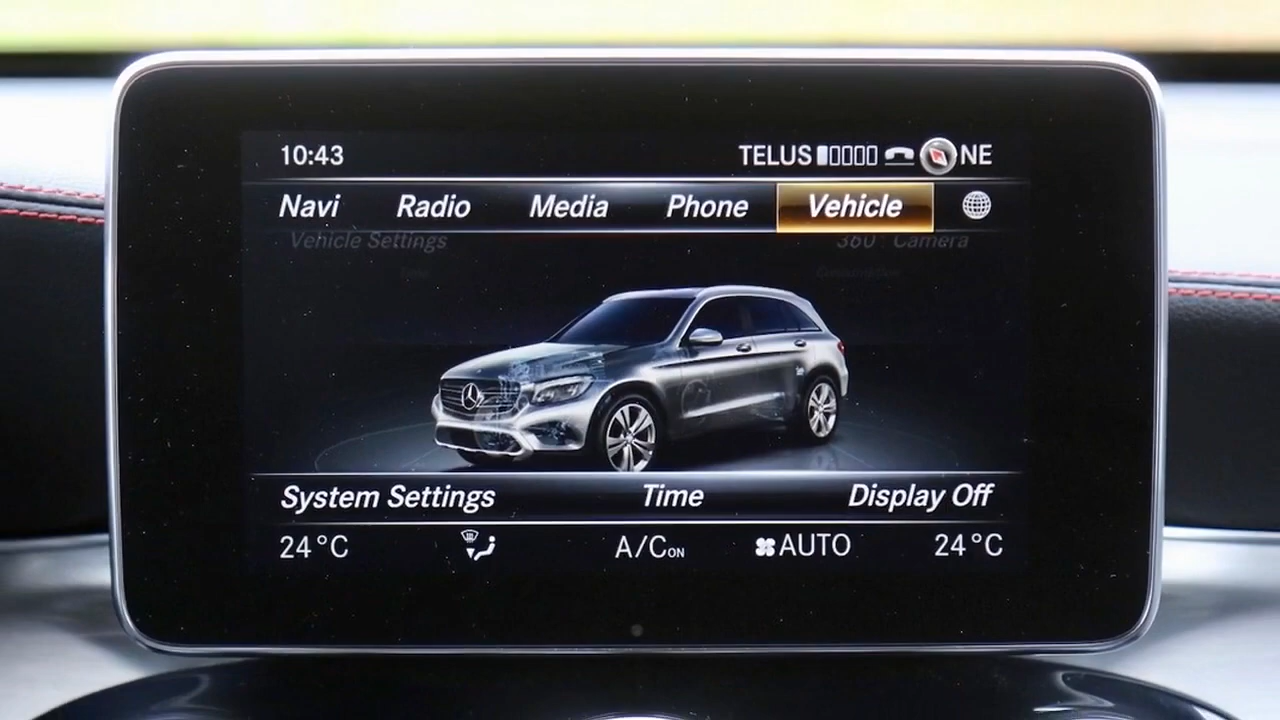 10:43 TELUS NE
Navi Radio Media Phone Vehicle
Vehicle Settings 360° Camera
Consumption
System Settings Time Display Off
24°C A/C ON AUTO 24°C